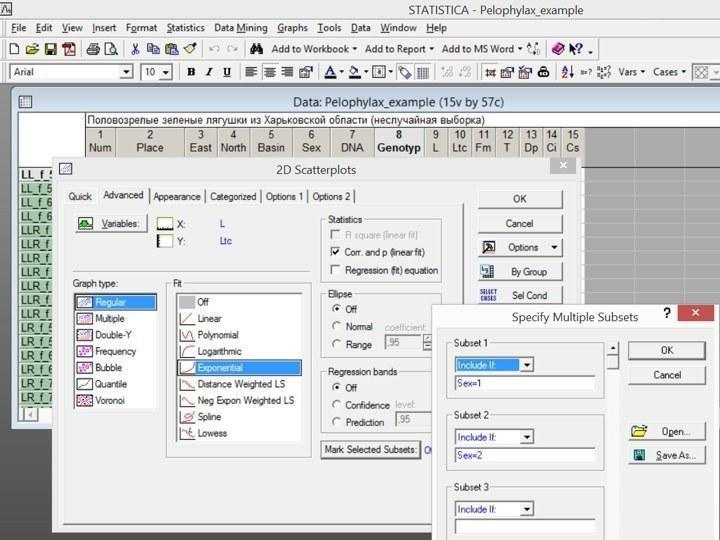 STATISTICA - Pelophylax_example
File Edit View Insert Format Statistics Data Mining Graphs Tools Data Window Help
Add to Workbook Add to Report Add to MS Word
Arial 10 B I U Vars Cases
Data: Pelophylax_example (15v by 57c)
Половозрелые зеленые лягушки из Харьковской области (неслучайная выборка)
1 2 3 4 5 6 7 8 9 10 11 12 13 14 15
Num Place East North Basin Sex DNA Genotyp L Ltc Fm T Dp Ci Cs
LL_f_5
LL_f_5
LL_f_6
LLR_f
LLR_f
LLR_f
LLR_f
LLR_f
LLR_f
LLR_f
LLR_f
LLR_f
LR_f_6
LR_f_7
LR_f_7
LR_f_7
2D Scatterplots
Quick Advanced Appearance Categorized Options 1 Options 2
Variables:
X: L
Y: Ltc
Graph type:
Regular
Multiple
Double-Y
Frequency
Bubble
Quantile
Voronoi
Fit
Off
Linear
Polynomial
Logarithmic
Exponential
Distance Weighted LS
Neg Expon Weighted LS
Spline
Lowess
Statistics
R square (linear fit)
Corr. and p (linear fit)
Regression (fit) equation
Ellipse
Off
Normal coefficient:
Range .95
Regression bands
Off
Confidence level:
Prediction .95
Mark Selected Subsets:
OK
Cancel
Options
By Group
SELECT CASES Sel Cond
Specify Multiple Subsets ?
Subset 1
Include If:
Sex=1
Subset 2
Include If:
Sex=2
Subset 3
Include If:
OK
Cancel
Open...
Save As...